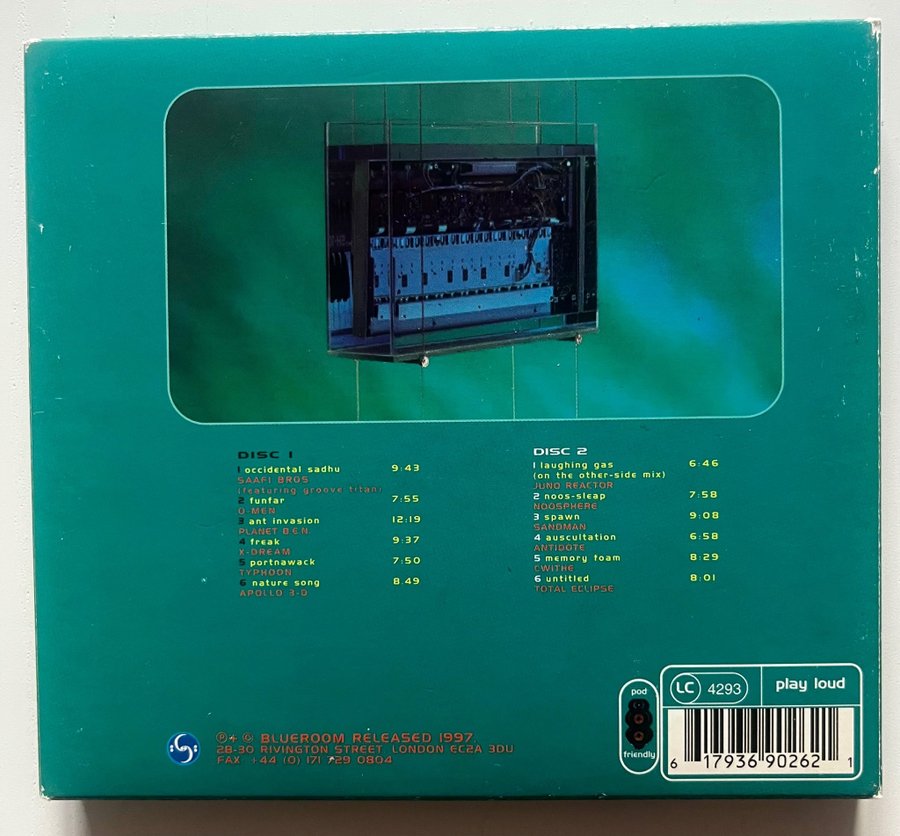 DISC 1
1 occidental sadhu 9:43
SAAFI BROS
(featuring groove titan)
2 funfar 7:55
O-MEN
3 ant invasion 12:19
PLANET B.E.N.
4 freak 9:37
X-DREAM
5 portnawack 7:50
TYPHOON
6 nature song 8.49
APOLLO 3-D
DISC 2
1 laughing gas 6:46
(on the other-side mix)
JUNO REACTOR
2 noos-sleap 7:58
NOOSPHERE
3 spawn 9:08
SANDMAN
4 auscultation 6:58
ANTIDOTE
5 memory foam 8:29
CWITHE
6 untitled 8:01
TOTAL ECLIPSE
℗+ © BLUEROOM RELEASED 1997.
28-30 RIVINGTON STREET LONDON EC2A 3DU
FAX +44 (0) 171 729 0804
pod
friendly
LC 4293
play loud
6 17936 90262 1